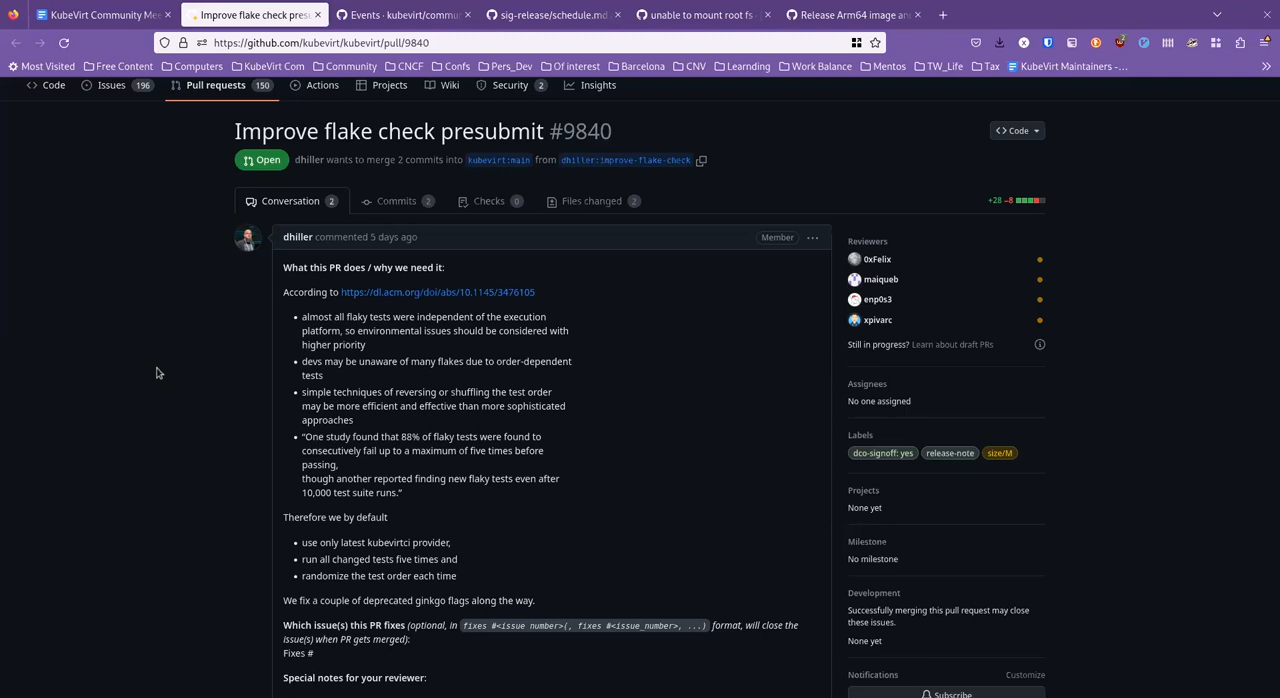 KubeVirt Community Mee
Improve flake check presu
Events · kubevirt/commu
sig-release/schedule.md
unable to mount root fs
Release Arm64 image an
https://github.com/kubevirt/kubevirt/pull/9840
Most Visited Free Content Computers KubeVirt Com Community CNCF Confs Pers_Dev Of interest Barcelona CNV Learnding Work Balance Mentos TW_Life Tax KubeVirt Maintainers -...
Code Issues 196 Pull requests 150 Actions Projects Wiki Security 2 Insights
Improve flake check presubmit #9840
Code
Open dhiller wants to merge 2 commits into kubevirt:main from dhiller:improve-flake-check
Conversation 2 Commits 2 Checks 0 Files changed 2
+28 −8
dhiller commented 5 days ago
Member
What this PR does / why we need it:
According to https://dl.acm.org/doi/abs/10.1145/3476105
almost all flaky tests were independent of the execution
platform, so environmental issues should be considered with
higher priority
devs may be unaware of many flakes due to order-dependent
tests
simple techniques of reversing or shuffling the test order
may be more efficient and effective than more sophisticated
approaches
“One study found that 88% of flaky tests were found to
consecutively fail up to a maximum of five times before
passing,
though another reported finding new flaky tests even after
10,000 test suite runs.”
Therefore we by default
use only latest kubevirtci provider,
run all changed tests five times and
randomize the test order each time
We fix a couple of deprecated ginkgo flags along the way.
Which issue(s) this PR fixes (optional, in fixes #<issue number>(, fixes #<issue_number>, ...) format, will close the
issue(s) when PR gets merged):
Fixes #
Special notes for your reviewer:
Reviewers
0xFelix
maiqueb
enp0s3
xpivarc
Still in progress? Learn about draft PRs
Assignees
No one assigned
Labels
dco-signoff: yes release-note size/M
Projects
None yet
Milestone
No milestone
Development
Successfully merging this pull request may close
these issues.
None yet
Notifications Customize
Subscribe